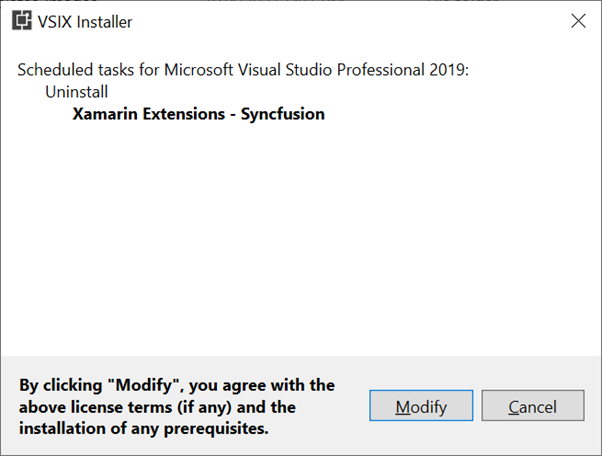 VSIX Installer
Scheduled tasks for Microsoft Visual Studio Professional 2019:
Uninstall
Xamarin Extensions - Syncfusion
By clicking "Modify", you agree with the
above license terms (if any) and the
installation of any prerequisites.
Modify
Cancel